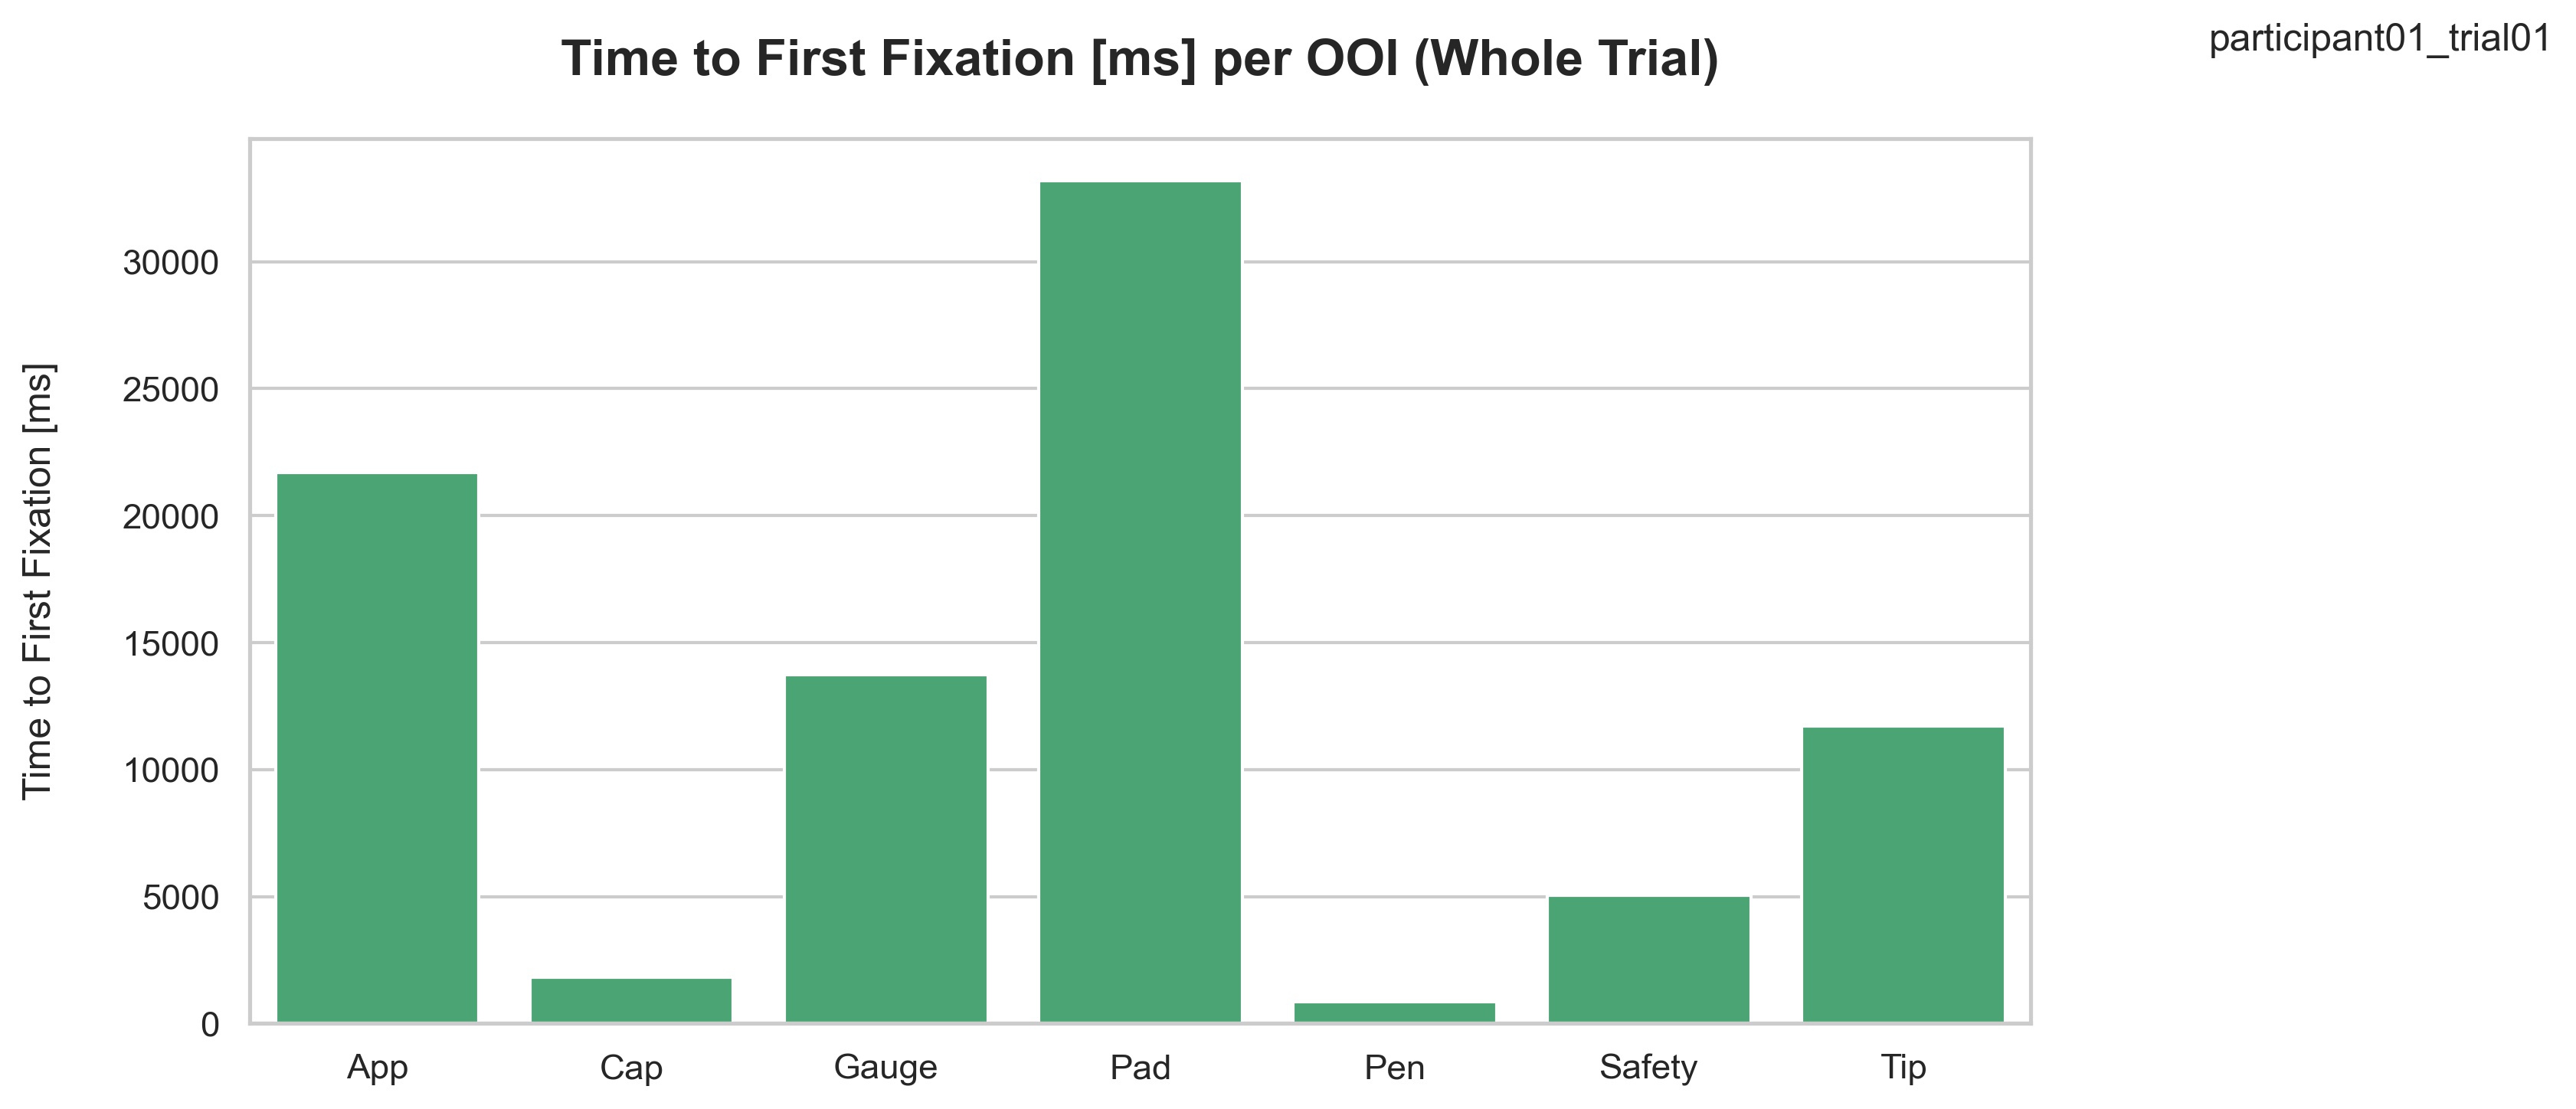 participant01_trial01
Time to First Fixation [ms] per OOI (Whole Trial)
Time to First Fixation [ms]
30000
25000
20000
15000
10000
5000
0
App Cap Gauge Pad Pen Safety Tip